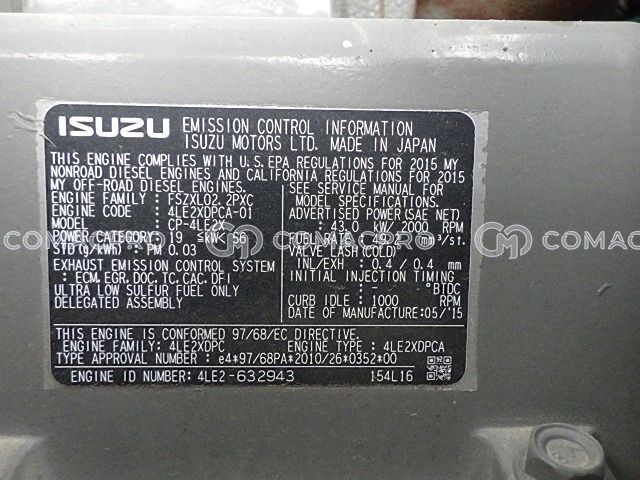 ISUZU EMISSION CONTROL INFORMATION
ISUZU MOTORS LTD. MADE IN JAPAN
THIS ENGINE COMPLIES WITH U.S.EPA REGULATIONS FOR 2015 MY
NONROAD DIESEL ENGINES AND CALIFORNIA REGULATIONS FOR 2015
MY OFF-ROAD DIESEL ENGINES.
ENGINE FAMILY : FSZXL02.2PXC
ENGINE CODE : 4LE2XDPCA-01
MODEL : CP-4LE2X
POWER CATEGORY : 19 ≤kW< 56
STD (g/kWh) : PM 0.03
EXHAUST EMISSION CONTROL SYSTEM
: ECM, EGR, DOC, TC, CAC, DFI
ULTRA LOW SULFUR FUEL ONLY
DELEGATED ASSEMBLY
SEE SERVICE MANUAL FOR
MODEL SPECIFICATIONS.
ADVERTISED POWER (SAE NET)
: 43.0 kW/ 2000 RPM
FUEL RATE : mm³/st.
VALVE LASH (COLD)
: INL/EXH : 0.4 / 0.4 mm
INITIAL INJECTION TIMING
: - °BTDC
CURB IDLE : 1000 RPM
DATE OF MANUFACTURE:05/'15
THIS ENGINE IS CONFORMED 97/68/EC DIRECTIVE.
ENGINE FAMILY: 4LE2XDPC ENGINE TYPE : 4LE2XDPCA
TYPE APPROVAL NUMBER : e4*97/68PA*2010/26*0352*00
ENGINE ID NUMBER: 4LE2-632943 154L16
COMAC PRO COMAC PRO